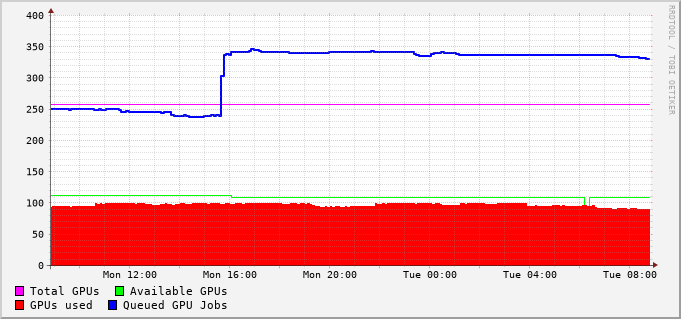 400
350
300
250
200
150
100
50
0
Mon 12:00 Mon 16:00 Mon 20:00 Tue 00:00 Tue 04:00 Tue 08:00
Total GPUs Available GPUs
GPUs used Queued GPU Jobs
RRDTOOL / TOBI OETIKER